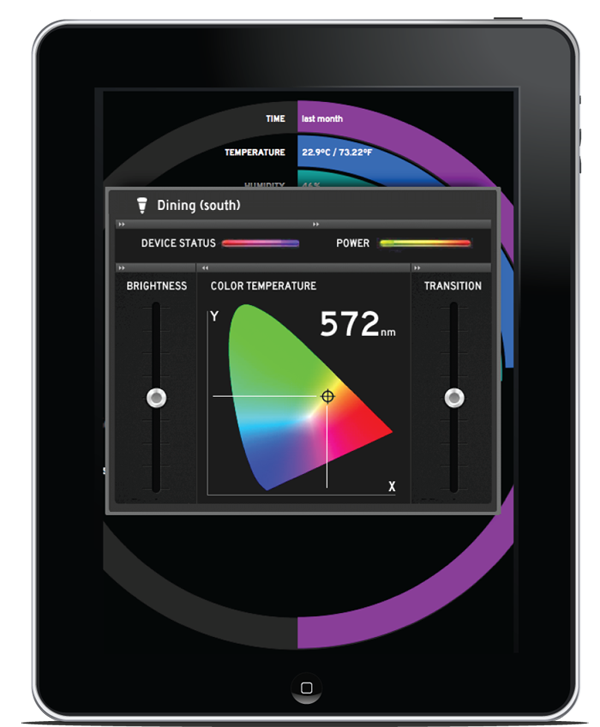 TIME last month
TEMPERATURE 22.9°C / 73.22°F
HUMIDITY 46%
Dining (south)
DEVICE STATUS POWER
BRIGHTNESS COLOR TEMPERATURE TRANSITION
Y 572nm
X